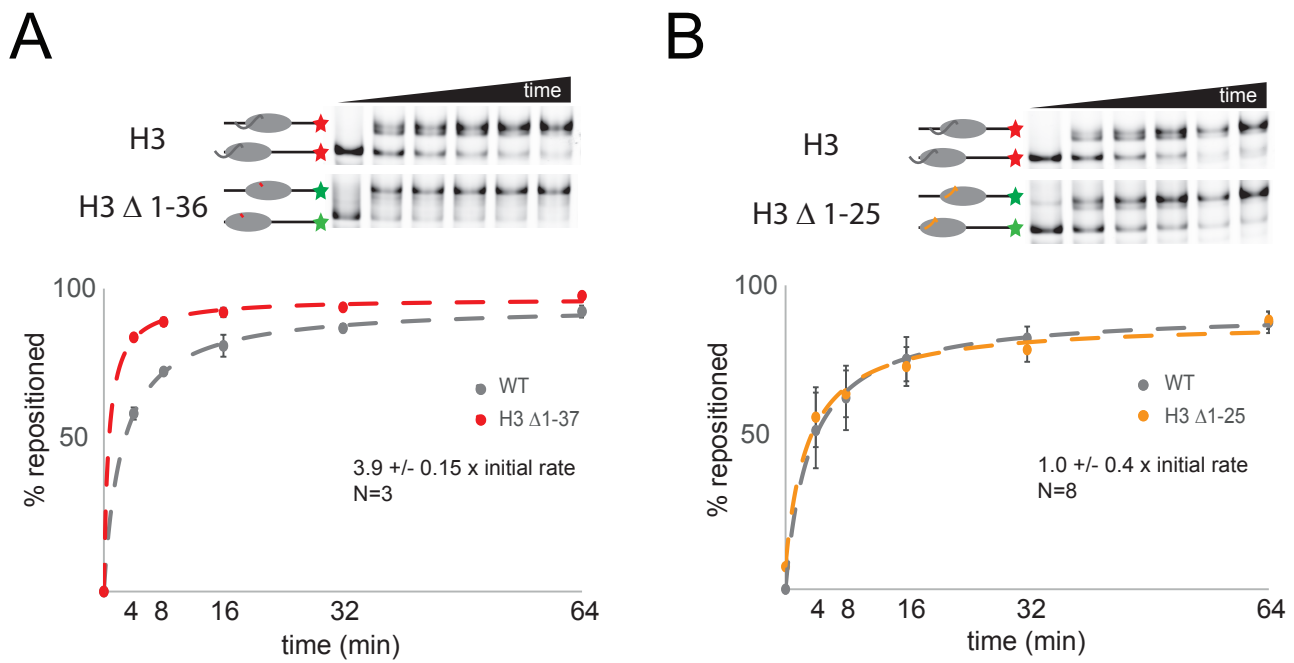 A
time
H3
H3 Δ 1-36
100
50
% repositioned
WT
H3 Δ1-37
3.9 +/- 0.15 x initial rate
N=3
4 8 16 32 64
time (min)
B
time
H3
H3 Δ 1-25
100
50
% repositioned
WT
H3 Δ1-25
1.0 +/- 0.4 x initial rate
N=8
4 8 16 32 64
time (min)